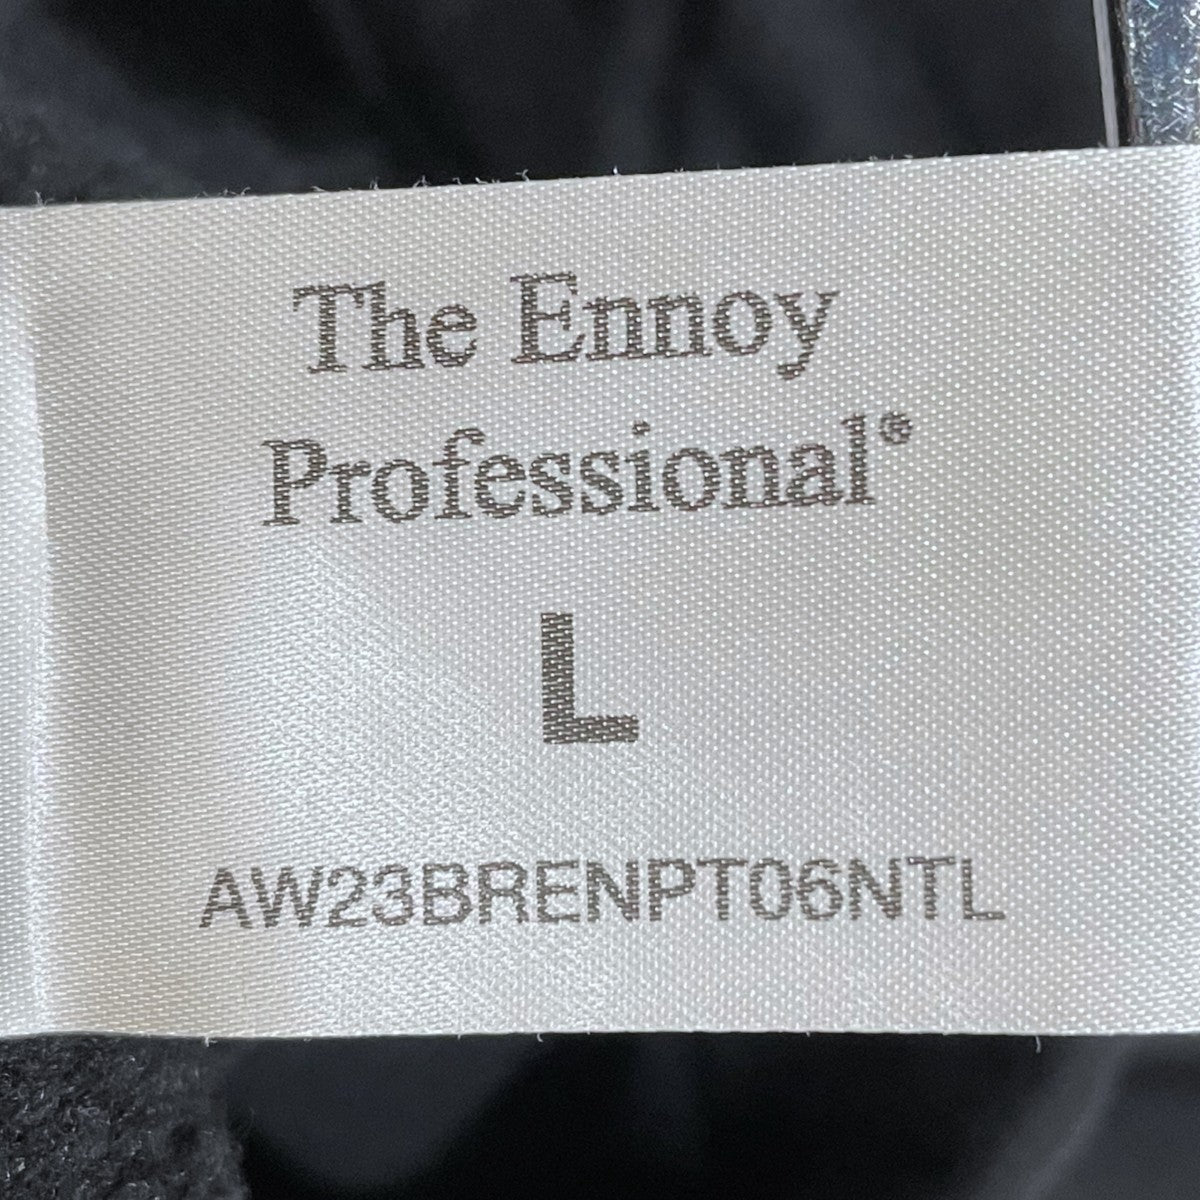 The Ennoy
Professional®
L
AW23BRENPT06NTL